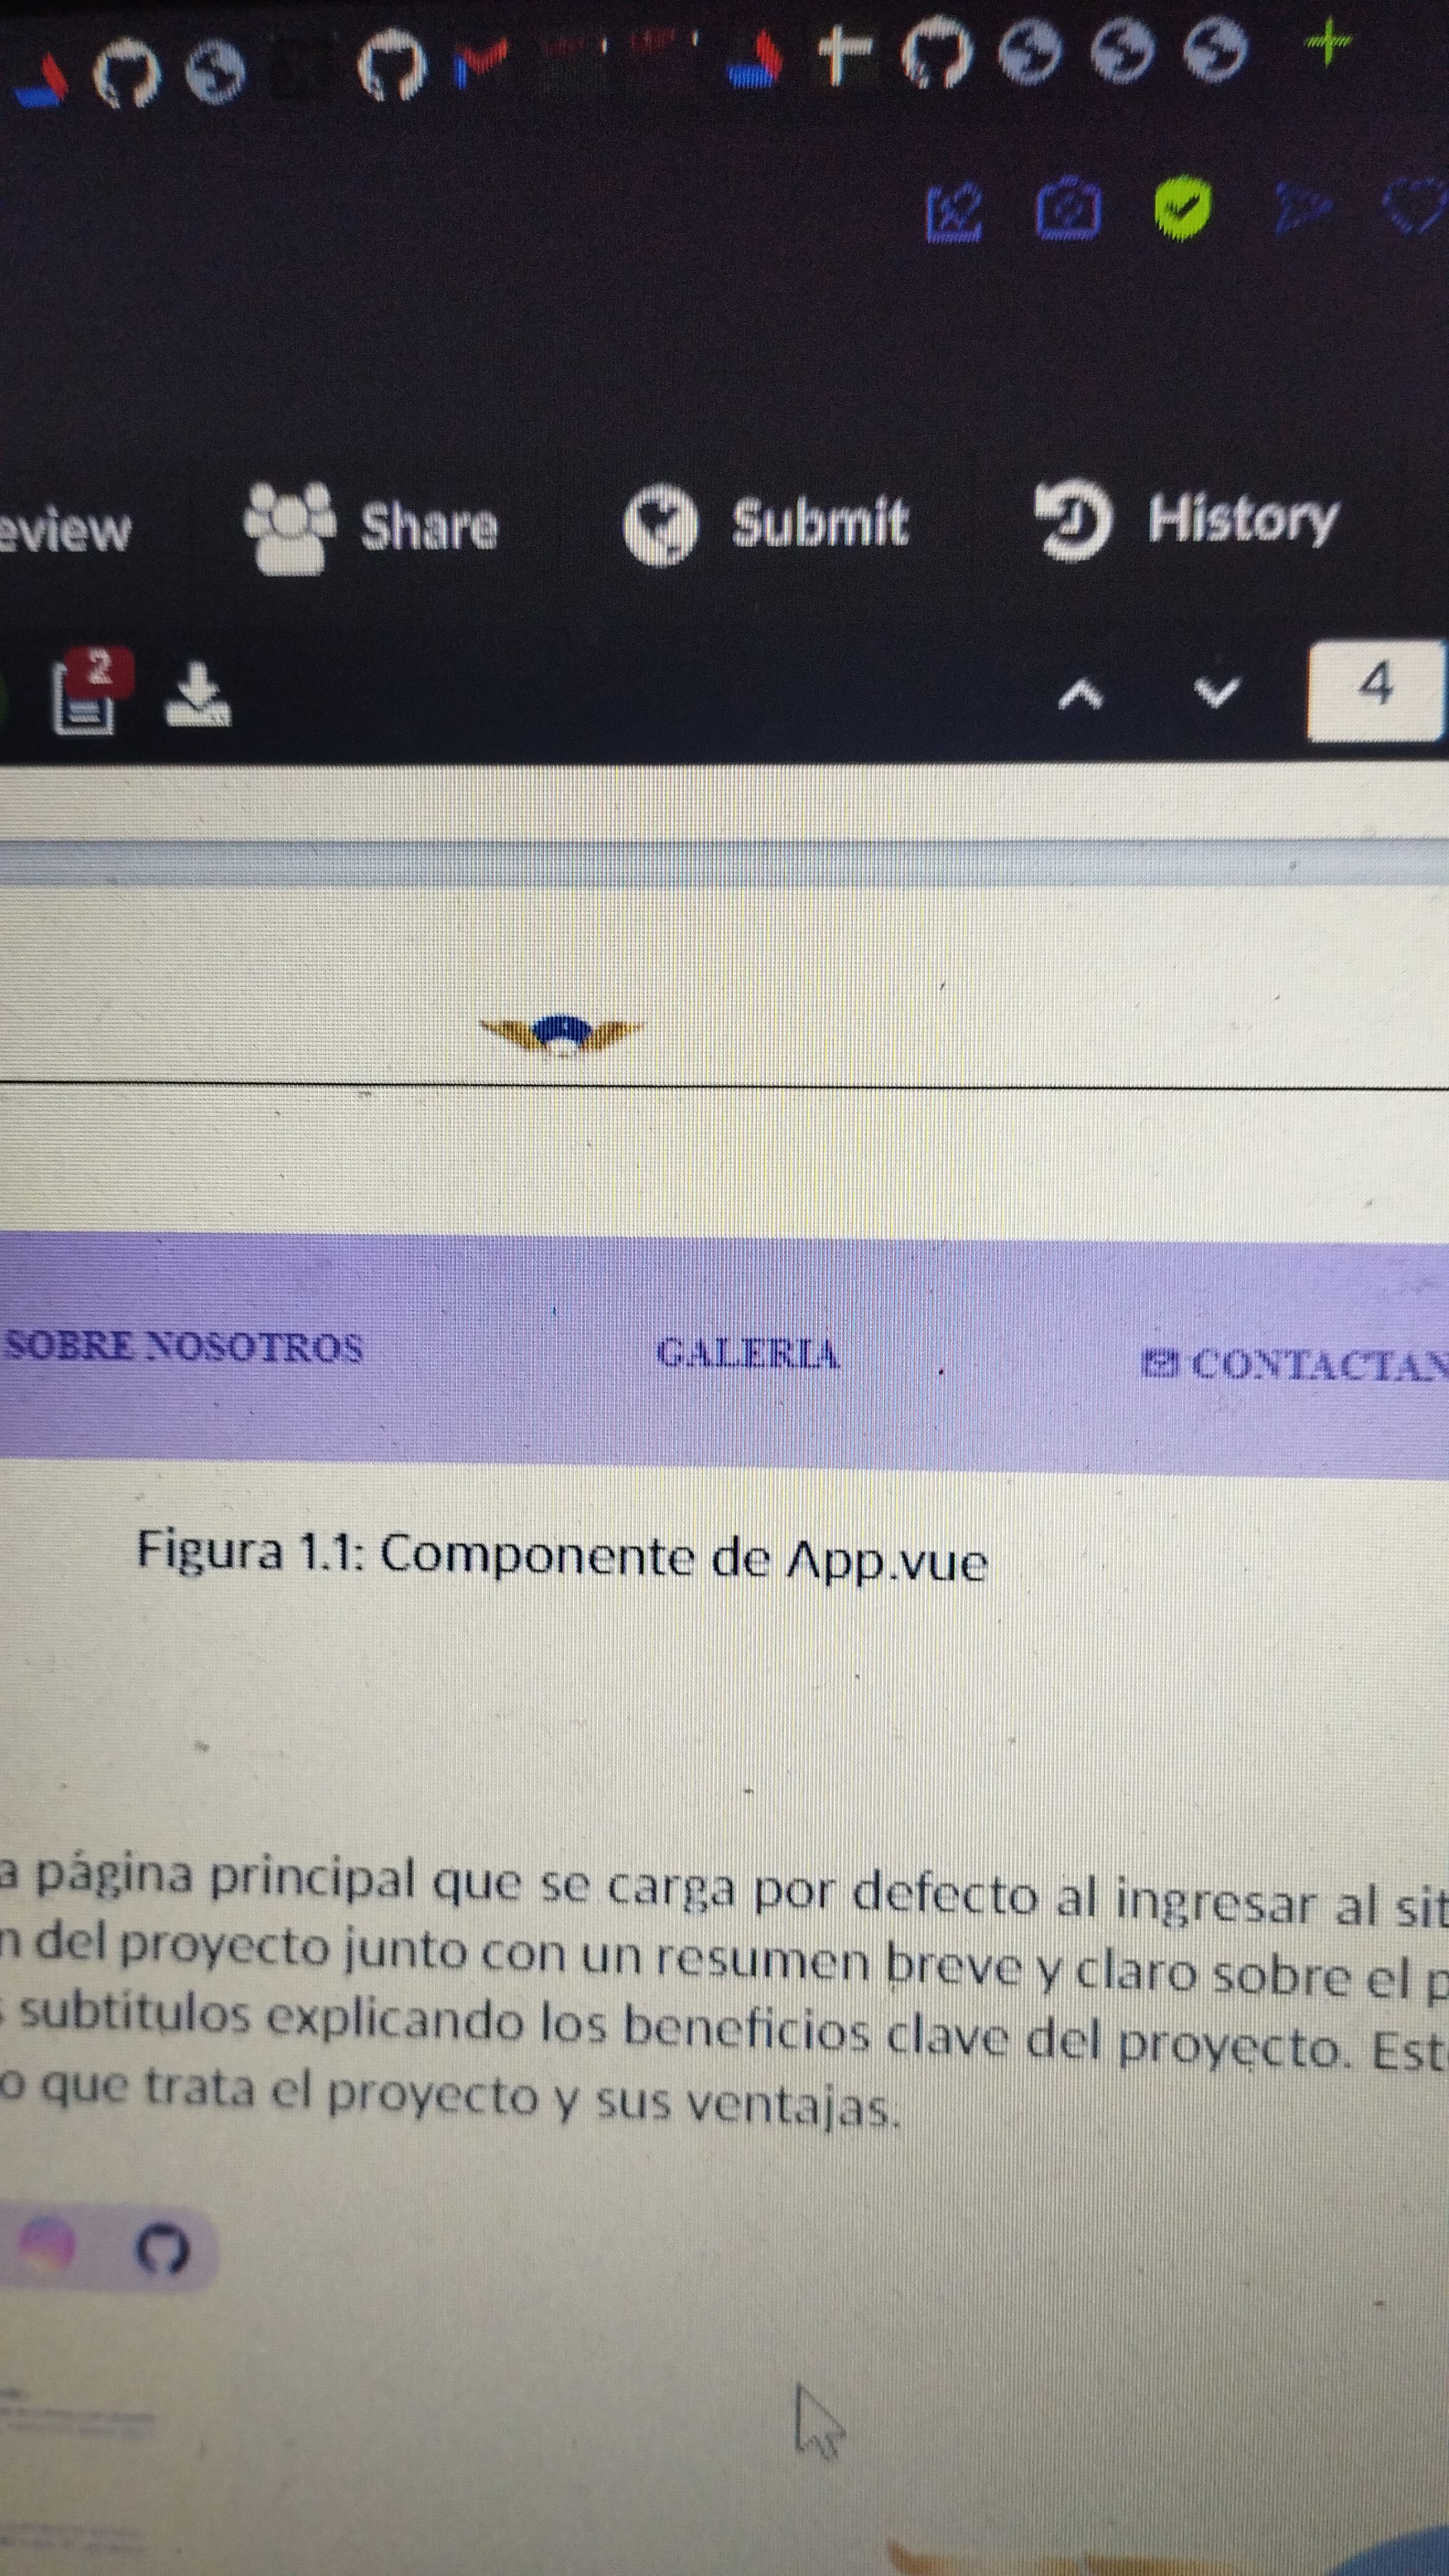 eview Share Submit History
2 4
SOBRE NOSOTROS GALERIA CONTACTAN
Figura 1.1: Componente de App.vue
a página principal que se carga por defecto al ingresar al sit
n del proyecto junto con un resumen breve y claro sobre el p
s subtítulos explicando los beneficios clave del proyecto. Est
o que trata el proyecto y sus ventajas.